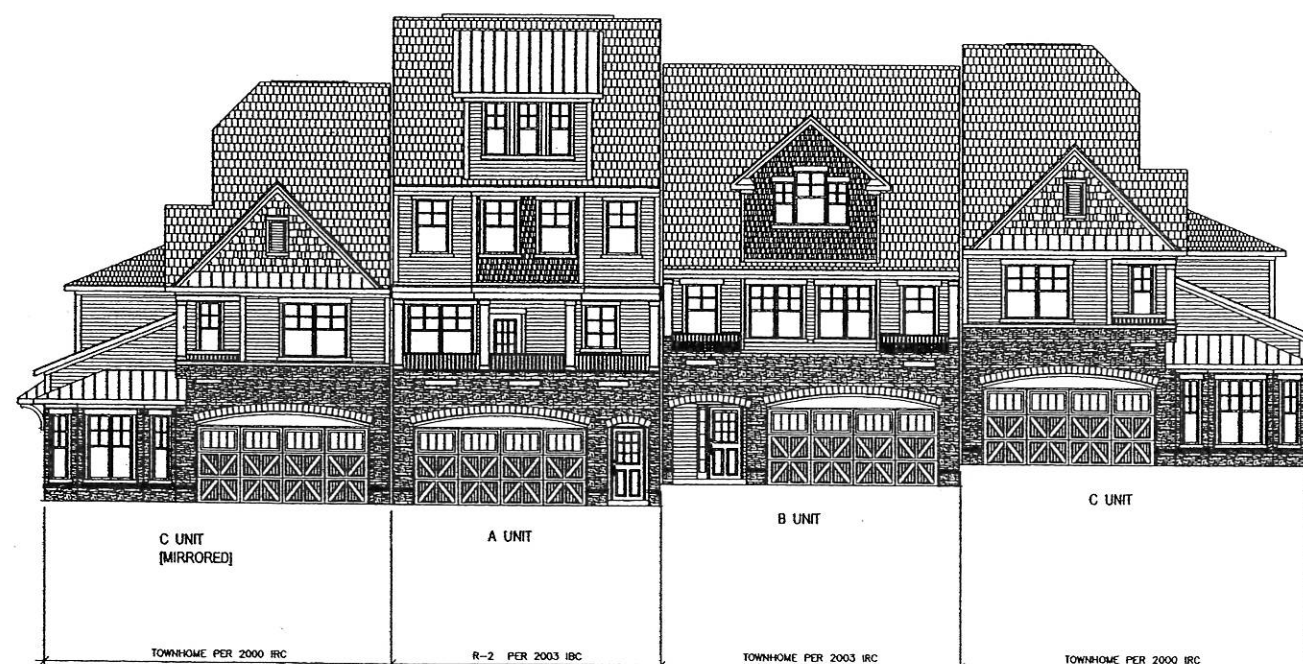 C UNIT
[MIRRORED]
A UNIT
B UNIT
C UNIT
TOWNHOME PER 2000 IRC
R-2 PER 2003 IBC
TOWNHOME PER 2003 IRC
TOWNHOME PER 2000 IRC